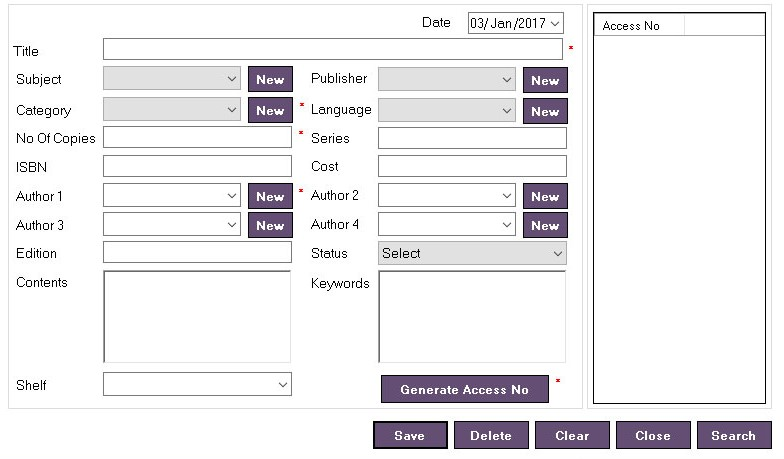 Date 03/Jan/2017
Access No
Title *
Subject New Publisher New
Category New * Language New
No Of Copies * Series
ISBN Cost
Author 1 New * Author 2 New
Author 3 New Author 4 New
Edition Status Select
Contents Keywords
Shelf Generate Access No *
Save Delete Clear Close Search